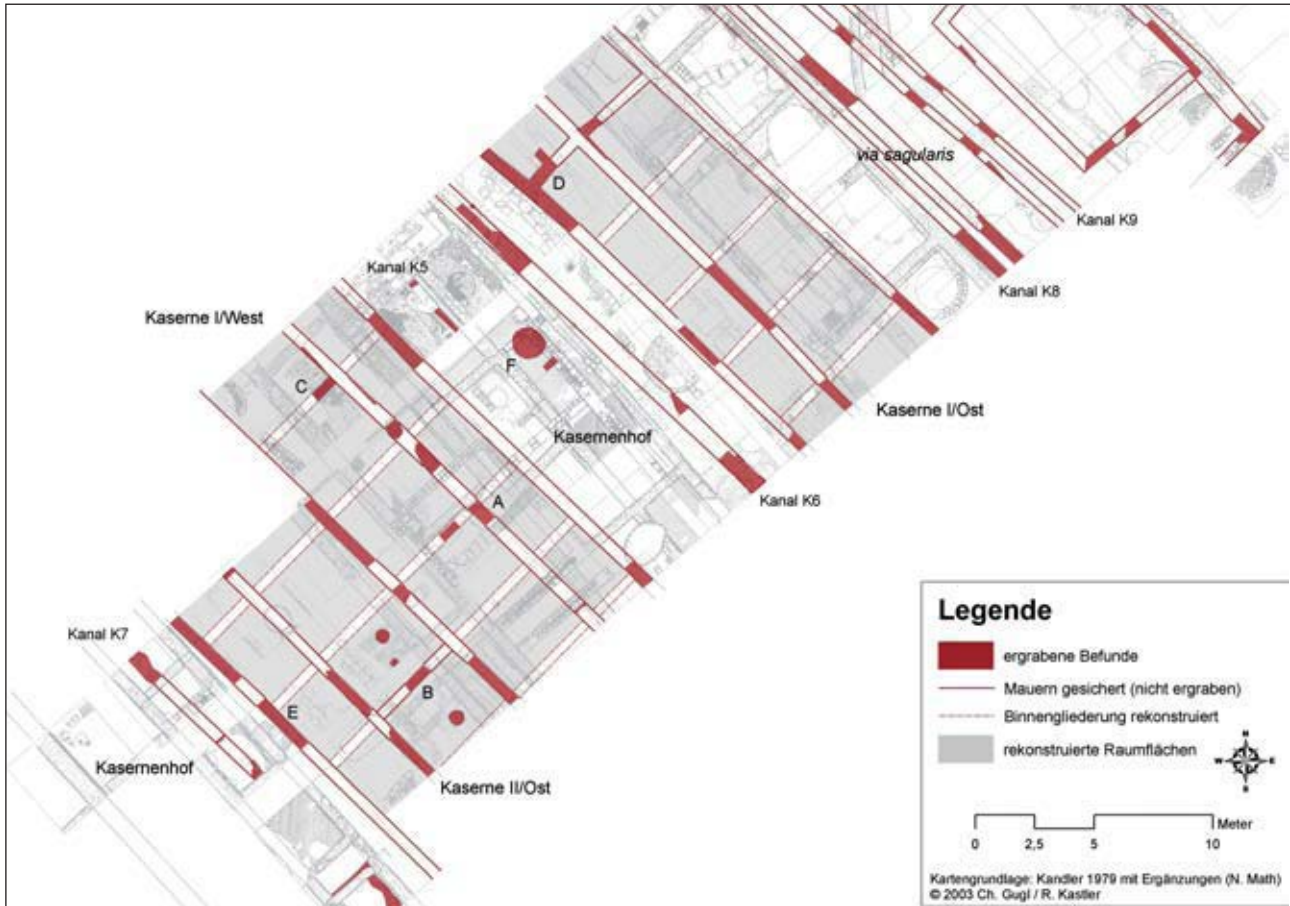 via sagularis
Kanal K9
Kanal K8
D
Kanal K5
Kaserne I/West
F
C
Kaserne I/Ost
Kasernenhof
A
Kanal K6
Kanal K7
B
E
Kasernenhof
Kaserne II/Ost
Legende
ergrabene Befunde
Mauern gesichert (nicht ergraben)
Binnengliederung rekonstruiert
rekonstruierte Raumflächen
N
W E
S
Meter
0 2,5 5 10
Kartengrundlage: Kandler 1979 mit Ergänzungen (N. Math)
© 2003 Ch. Gugl / R. Kastler